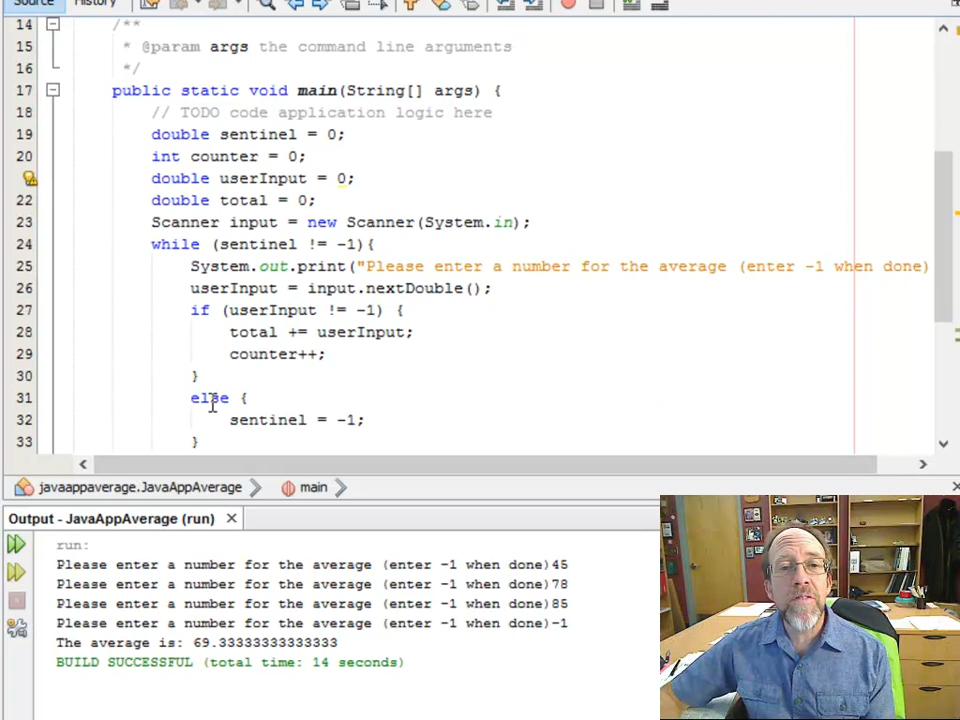 Source History
14 /**
15 * @param args the command line arguments
16 */
17 public static void main(String[] args) {
18 // TODO code application logic here
19 double sentinel = 0;
20 int counter = 0;
double userInput = 0;
22 double total = 0;
23 Scanner input = new Scanner(System.in);
24 while (sentinel != -1){
25 System.out.print("Please enter a number for the average (enter -1 when done)
26 userInput = input.nextDouble();
27 if (userInput != -1) {
28 total += userInput;
29 counter++;
30 }
31 else {
32 sentinel = -1;
33 }
javaappaverage.JavaAppAverage main
Output - JavaAppAverage (run)
run:
Please enter a number for the average (enter -1 when done)45
Please enter a number for the average (enter -1 when done)78
Please enter a number for the average (enter -1 when done)85
Please enter a number for the average (enter -1 when done)-1
The average is: 69.33333333333333
BUILD SUCCESSFUL (total time: 14 seconds)